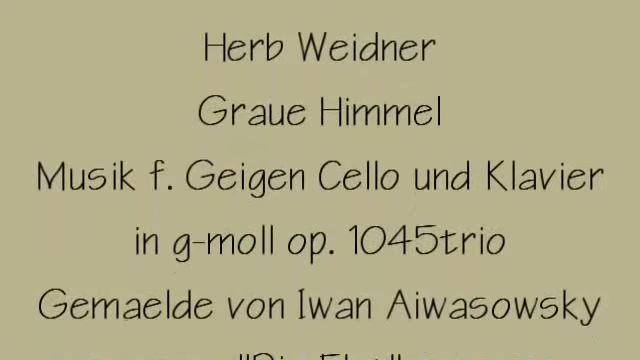 Herb Weidner
Graue Himmel
Musik f. Geigen Cello und Klavier
in g-moll op. 1045trio
Gemaelde von Iwan Aiwasowsky